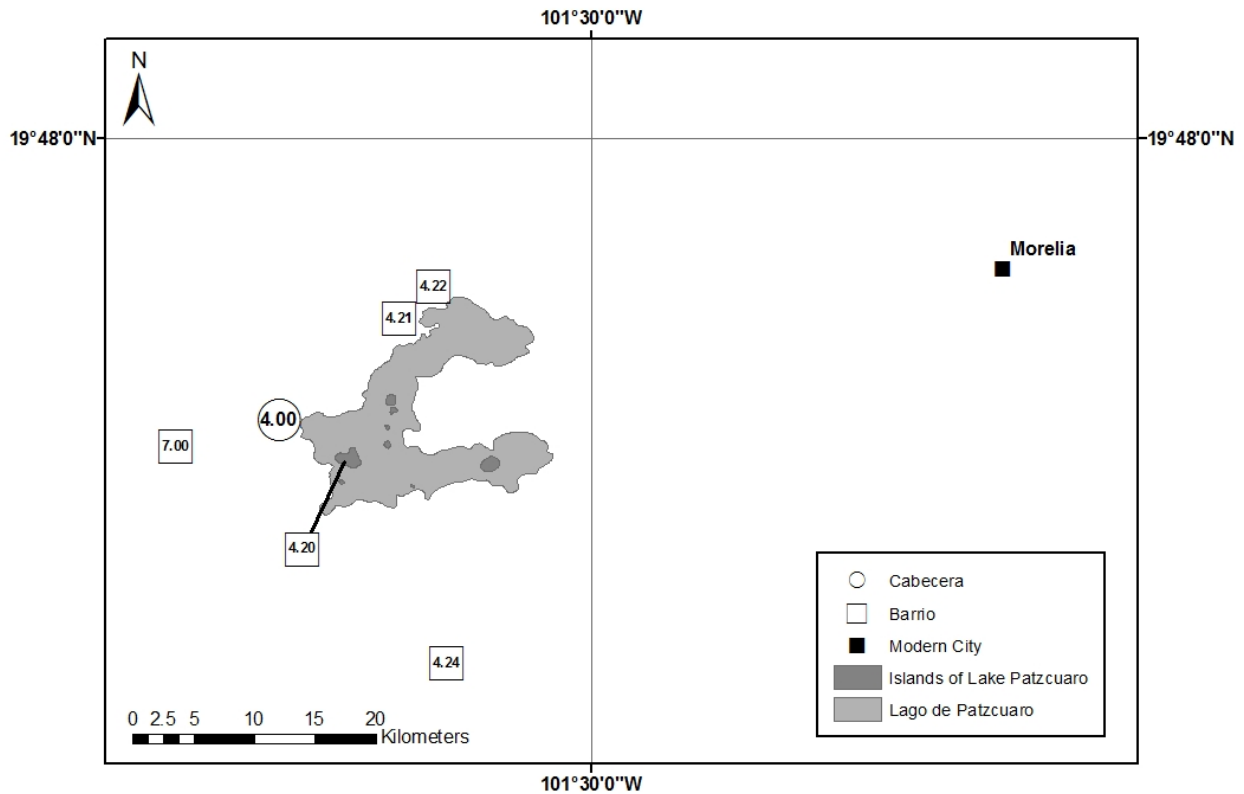 101°30'0"W
N
19°48'0"N
19°48'0"N
Morelia
4.22
4.21
4.00
7.00
4.20
4.24
Cabecera
Barrio
Modern City
Islands of Lake Patzcuaro
Lago de Patzcuaro
0 2.5 5 10 15 20
Kilometers
101°30'0"W